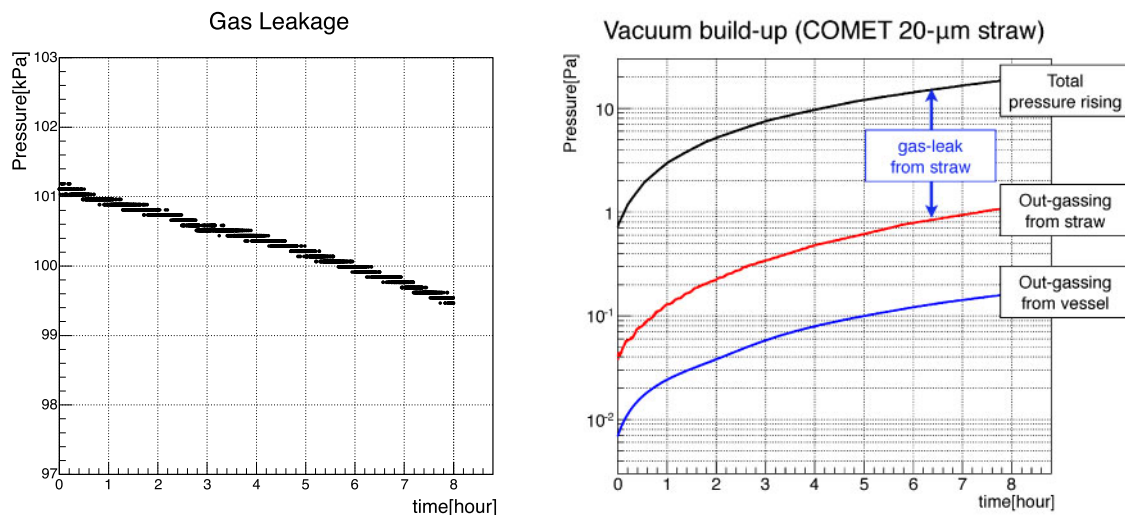 Gas Leakage
Pressure[kPa]
103
102
101
100
99
98
97
0 1 2 3 4 5 6 7 8
time[hour]
Vacuum build-up (COMET 20-μm straw)
Pressure[Pa]
10
1
10⁻¹
10⁻²
0 1 2 3 4 5 6 7 8
time[hour]
Total
pressure rising
gas-leak
from straw
Out-gassing
from straw
Out-gassing
from vessel